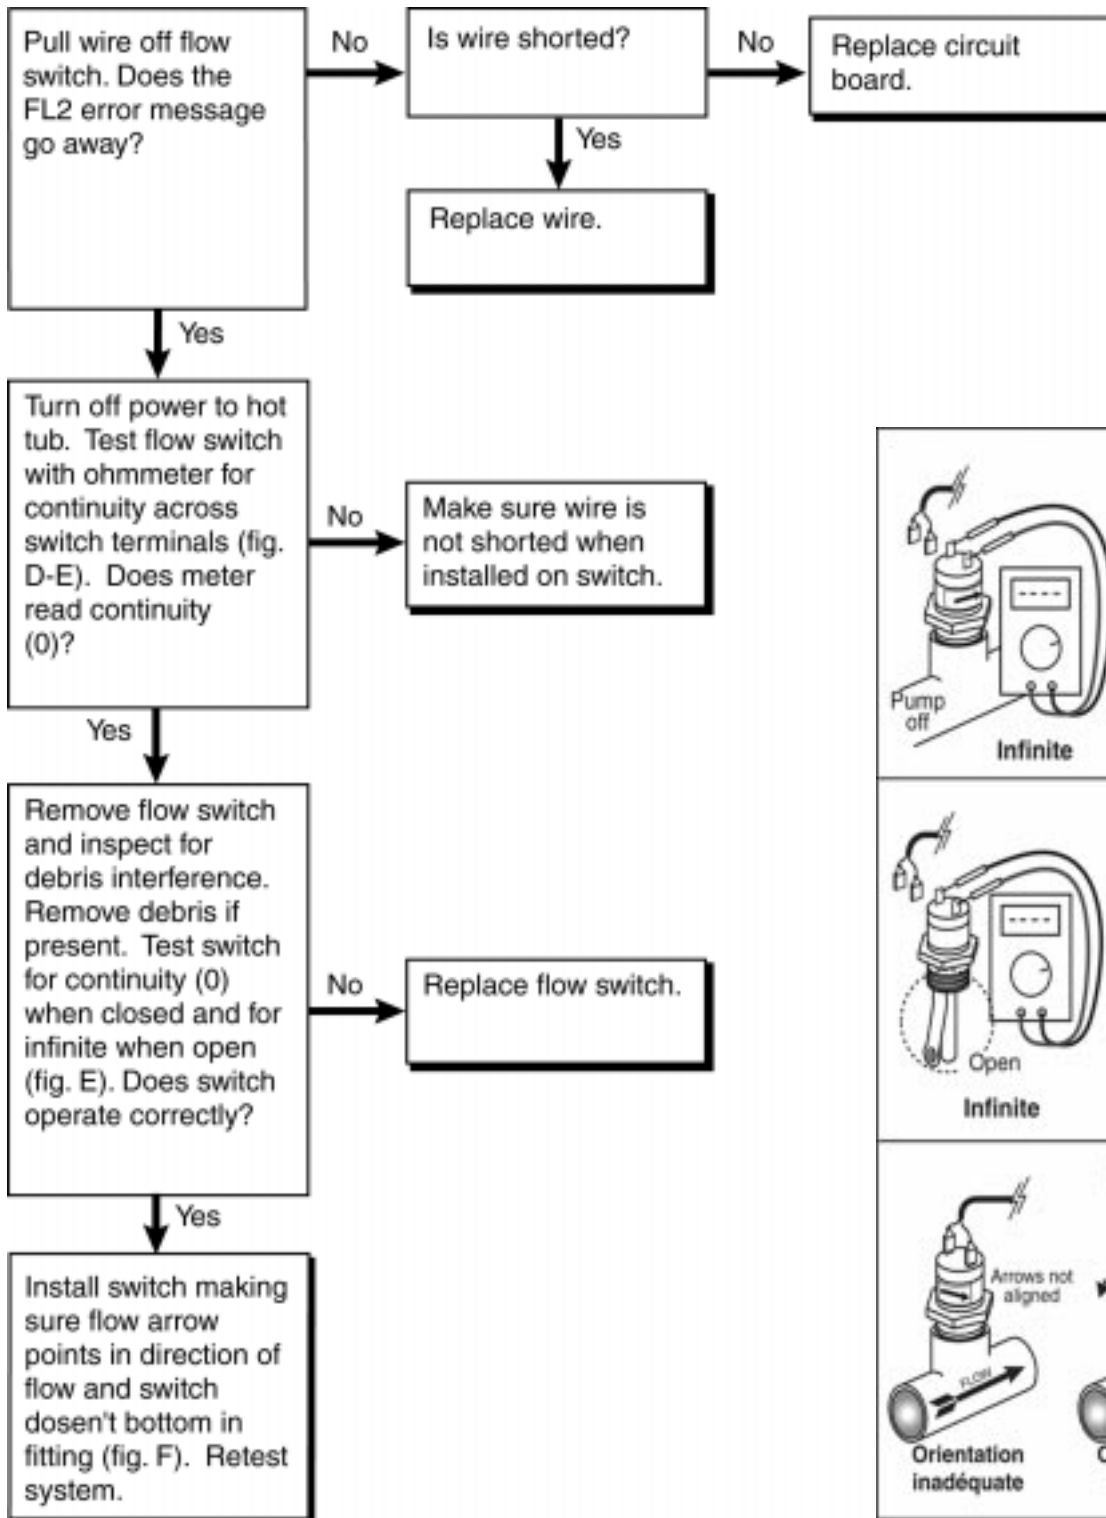 Pull wire off flow
switch. Does the
FL2 error message
go away?
No
Is wire shorted?
No
Replace circuit
board.
Yes
Replace wire.
Yes
Turn off power to hot
tub. Test flow switch
with ohmmeter for
continuity across
switch terminals (fig.
D-E). Does meter
read continuity
(0)?
No
Make sure wire is
not shorted when
installed on switch.
Yes
Remove flow switch
and inspect for
debris interference.
Remove debris if
present. Test switch
for continuity (0)
when closed and for
infinite when open
(fig. E). Does switch
operate correctly?
No
Replace flow switch.
Yes
Install switch making
sure flow arrow
points in direction of
flow and switch
dosen't bottom in
fitting (fig. F). Retest
system.
----
Pump
off
Infinite
----
Open
Infinite
Arrows not
aligned
FLOW
Orientation
inadéquate